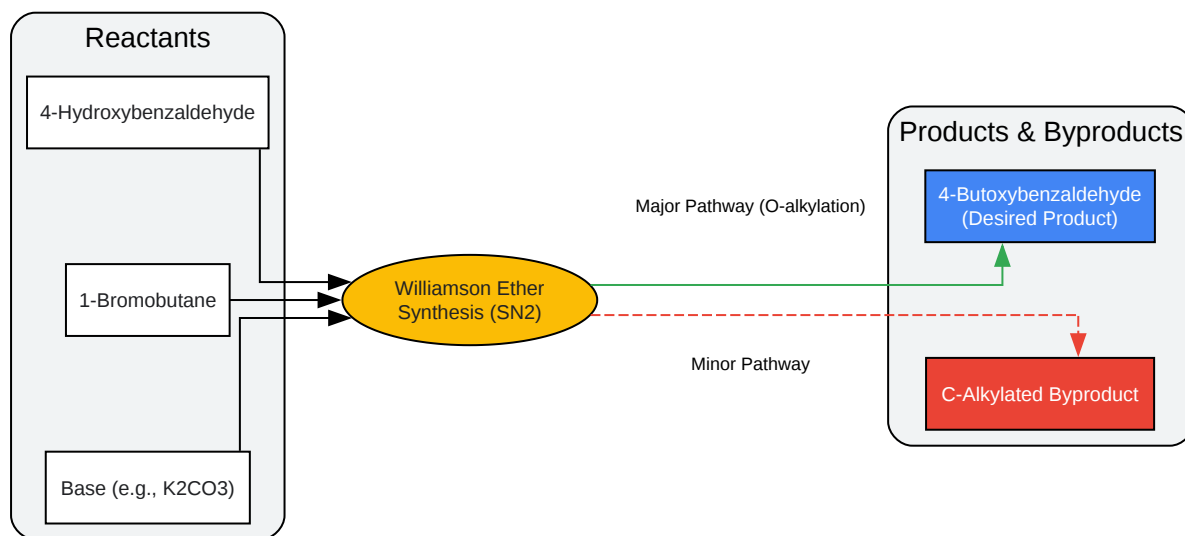 Reactants
4-Hydroxybenzaldehyde
1-Bromobutane
Base (e.g., K2CO3)
Williamson Ether
Synthesis (SN2)
Major Pathway (O-alkylation)
Minor Pathway
Products & Byproducts
4-Butoxybenzaldehyde
(Desired Product)
C-Alkylated Byproduct